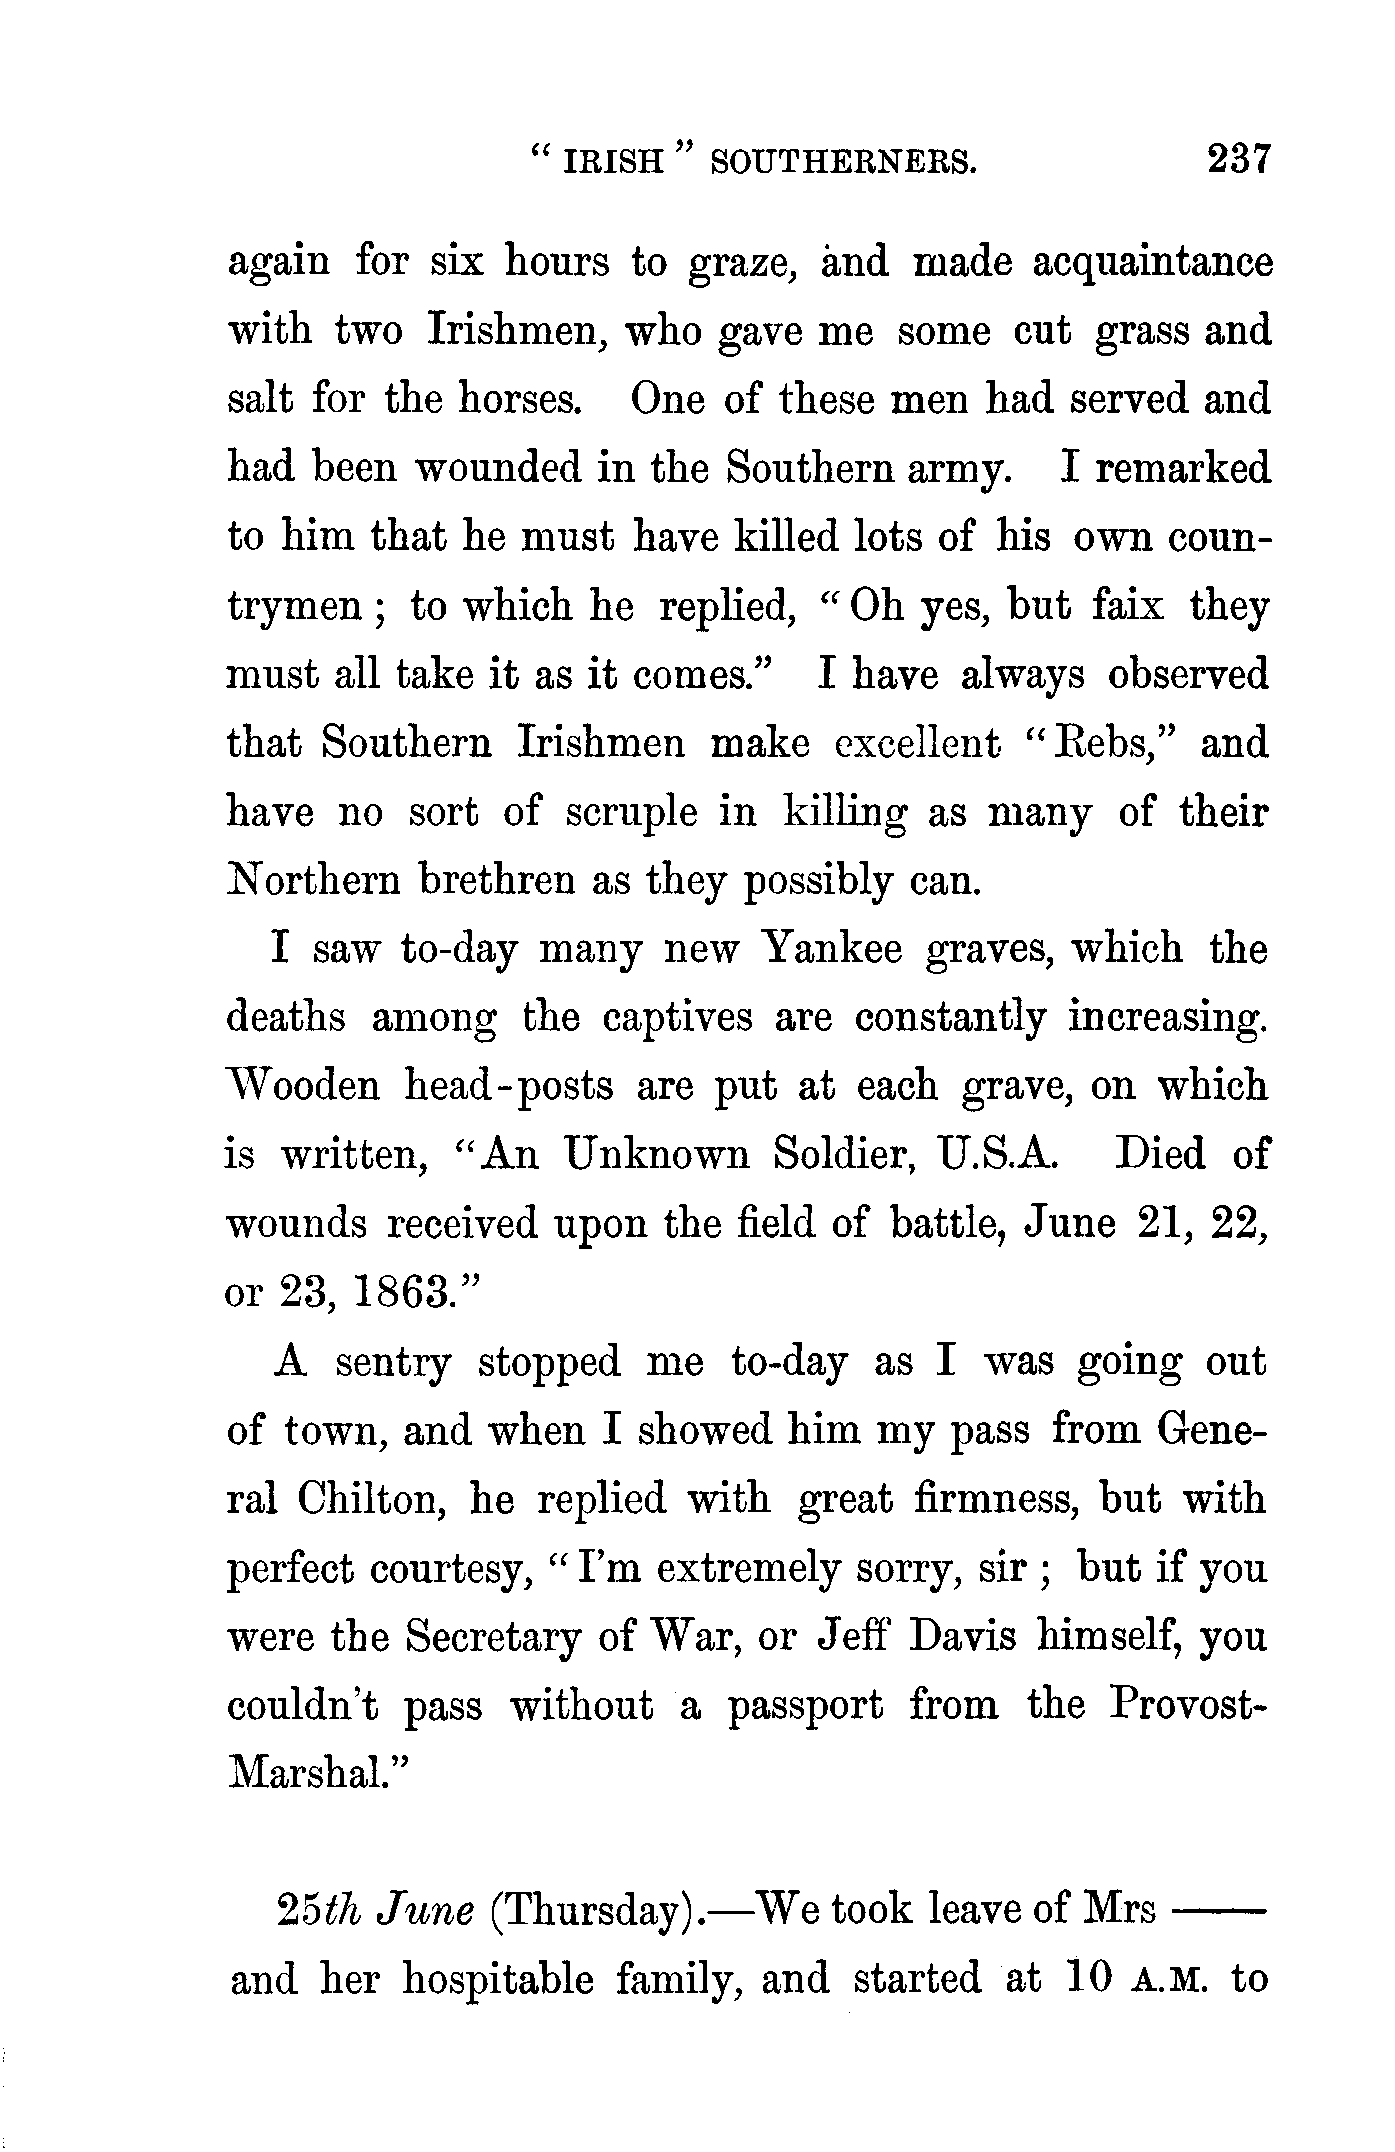 “ IRISH ” SOUTHERNERS. 237
again for six hours to graze, and made acquaintance
with two Irishmen, who gave me some cut grass and
salt for the horses. One of these men had served and
had been wounded in the Southern army. I remarked
to him that he must have killed lots of his own coun-
trymen ; to which he replied, “ Oh yes, but faix they
must all take it as it comes.” I have always observed
that Southern Irishmen make excellent “ Rebs,” and
have no sort of scruple in killing as many of their
Northern brethren as they possibly can.
I saw to-day many new Yankee graves, which the
deaths among the captives are constantly increasing.
Wooden head-posts are put at each grave, on which
is written, “An Unknown Soldier, U.S.A. Died of
wounds received upon the field of battle, June 21, 22,
or 23, 1863.”
A sentry stopped me to-day as I was going out
of town, and when I showed him my pass from Gene-
ral Chilton, he replied with great firmness, but with
perfect courtesy, “ I’m extremely sorry, sir ; but if you
were the Secretary of War, or Jeff Davis himself, you
couldn’t pass without a passport from the Provost-
Marshal.”
25th June (Thursday).—We took leave of Mrs ——
and her hospitable family, and started at 10 A.M. to